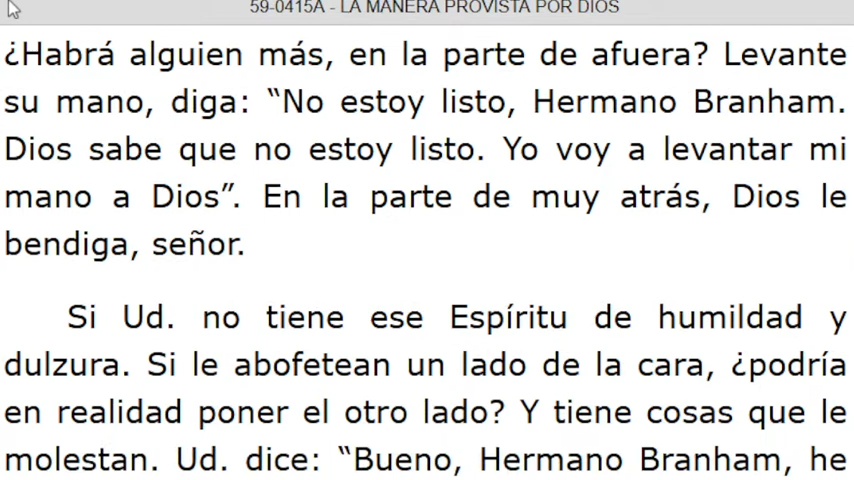 59-0415A - LA MANERA PROVISTA POR DIOS
¿Habrá alguien más, en la parte de afuera? Levante
su mano, diga: “No estoy listo, Hermano Branham.
Dios sabe que no estoy listo. Yo voy a levantar mi
mano a Dios”. En la parte de muy atrás, Dios le
bendiga, señor.
Si Ud. no tiene ese Espíritu de humildad y
dulzura. Si le abofetean un lado de la cara, ¿podría
en realidad poner el otro lado? Y tiene cosas que le
molestan. Ud. dice: “Bueno, Hermano Branham, he